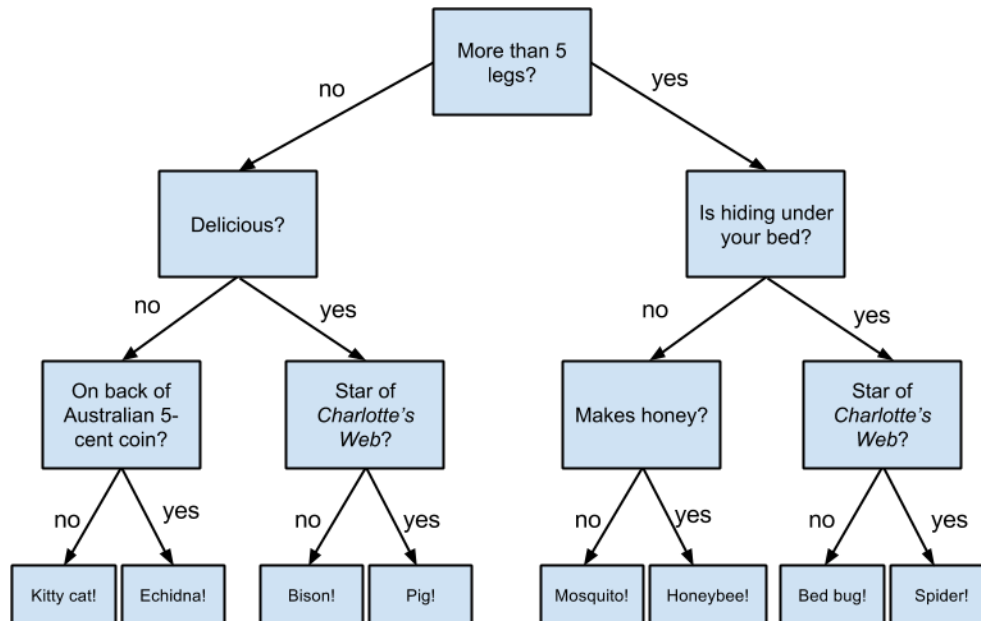 More than 5
legs?
no
yes
Delicious?
Is hiding under
your bed?
no
yes
no
yes
On back of
Australian 5-
cent coin?
Star of
Charlotte's
Web?
Makes honey?
Star of
Charlotte's
Web?
no
yes
no
yes
no
yes
no
yes
Kitty cat!
Echidna!
Bison!
Pig!
Mosquito!
Honeybee!
Bed bug!
Spider!